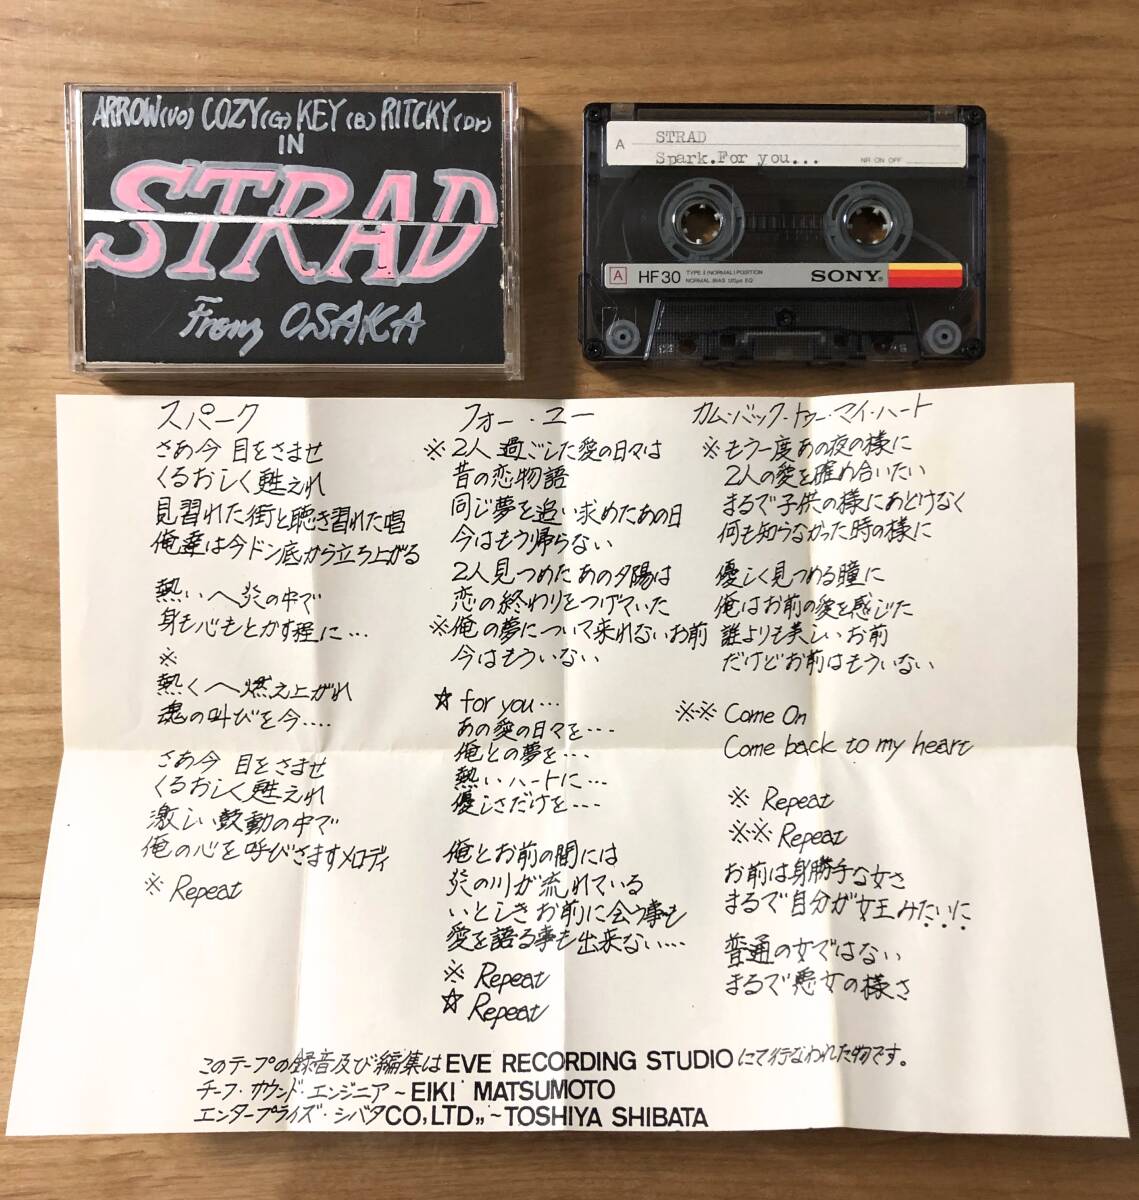 ARROW(VO) COZY(G) KEY(B) RITCKY(Dr)
IN
STRAD
From OSAKA
A
STRAD
Spark.For you...
NR ON OFF
A HF30 TYPE I (NORMAL) POSITION
NORMAL BIAS 120μs EQ
SONY
スパーク
さあ今 目をさませ
くるおしく甦えれ
見習れた街と聴き習れた唱
俺達は今ドン底から立ち上がる
熱い〜炎の中で
身も心もとかす程に…
※
熱く〜燃え上がれ
魂の叫びを今….
さあ今 目をさませ
くるおしく甦えれ
激しい鼓動の中で
俺の心を呼びさますメロディ
※ Repeat
フォー・ユー
※2人 過ごした愛の日々は
昔の恋物語
同じ夢を追い求めたあの日
今はもう帰らない
2人見つめたあの夕陽は
恋の終わりをつげていた
※俺の夢について来れないお前
今はもういない
☆ for you…
あの愛の日々を…
俺との夢を…
熱いハートに…
優しさだけを…
俺とお前の間には
炎の川が流れている
いとしきお前に会う事も
愛を語る事も出来ない…
※ Repeat
☆ Repeat
カム・バック・トゥー・マイ・ハート
※もう一度あの夜の様に
2人の愛を確め合いたい
まるで子供の様にあどけなく
何も知らなかった時の様に
優しく見つめる瞳に
俺はお前の愛を感じた
誰よりも美しいお前
だけどお前はもういない
※※ Come On
Come back to my heart
※ Repeat
※※ Repeat
お前は身勝手な女さ
まるで自分が女王みたいに…
普通の女ではない
まるで悪女の様さ
このテープの録音及び編集はEVE RECORDING STUDIOにて行なわれた物です。
チーフ・サウンド・エンジニア〜EIKI MATSUMOTO
エンタープライズ・シバタCO,LTD,,〜TOSHIYA SHIBATA